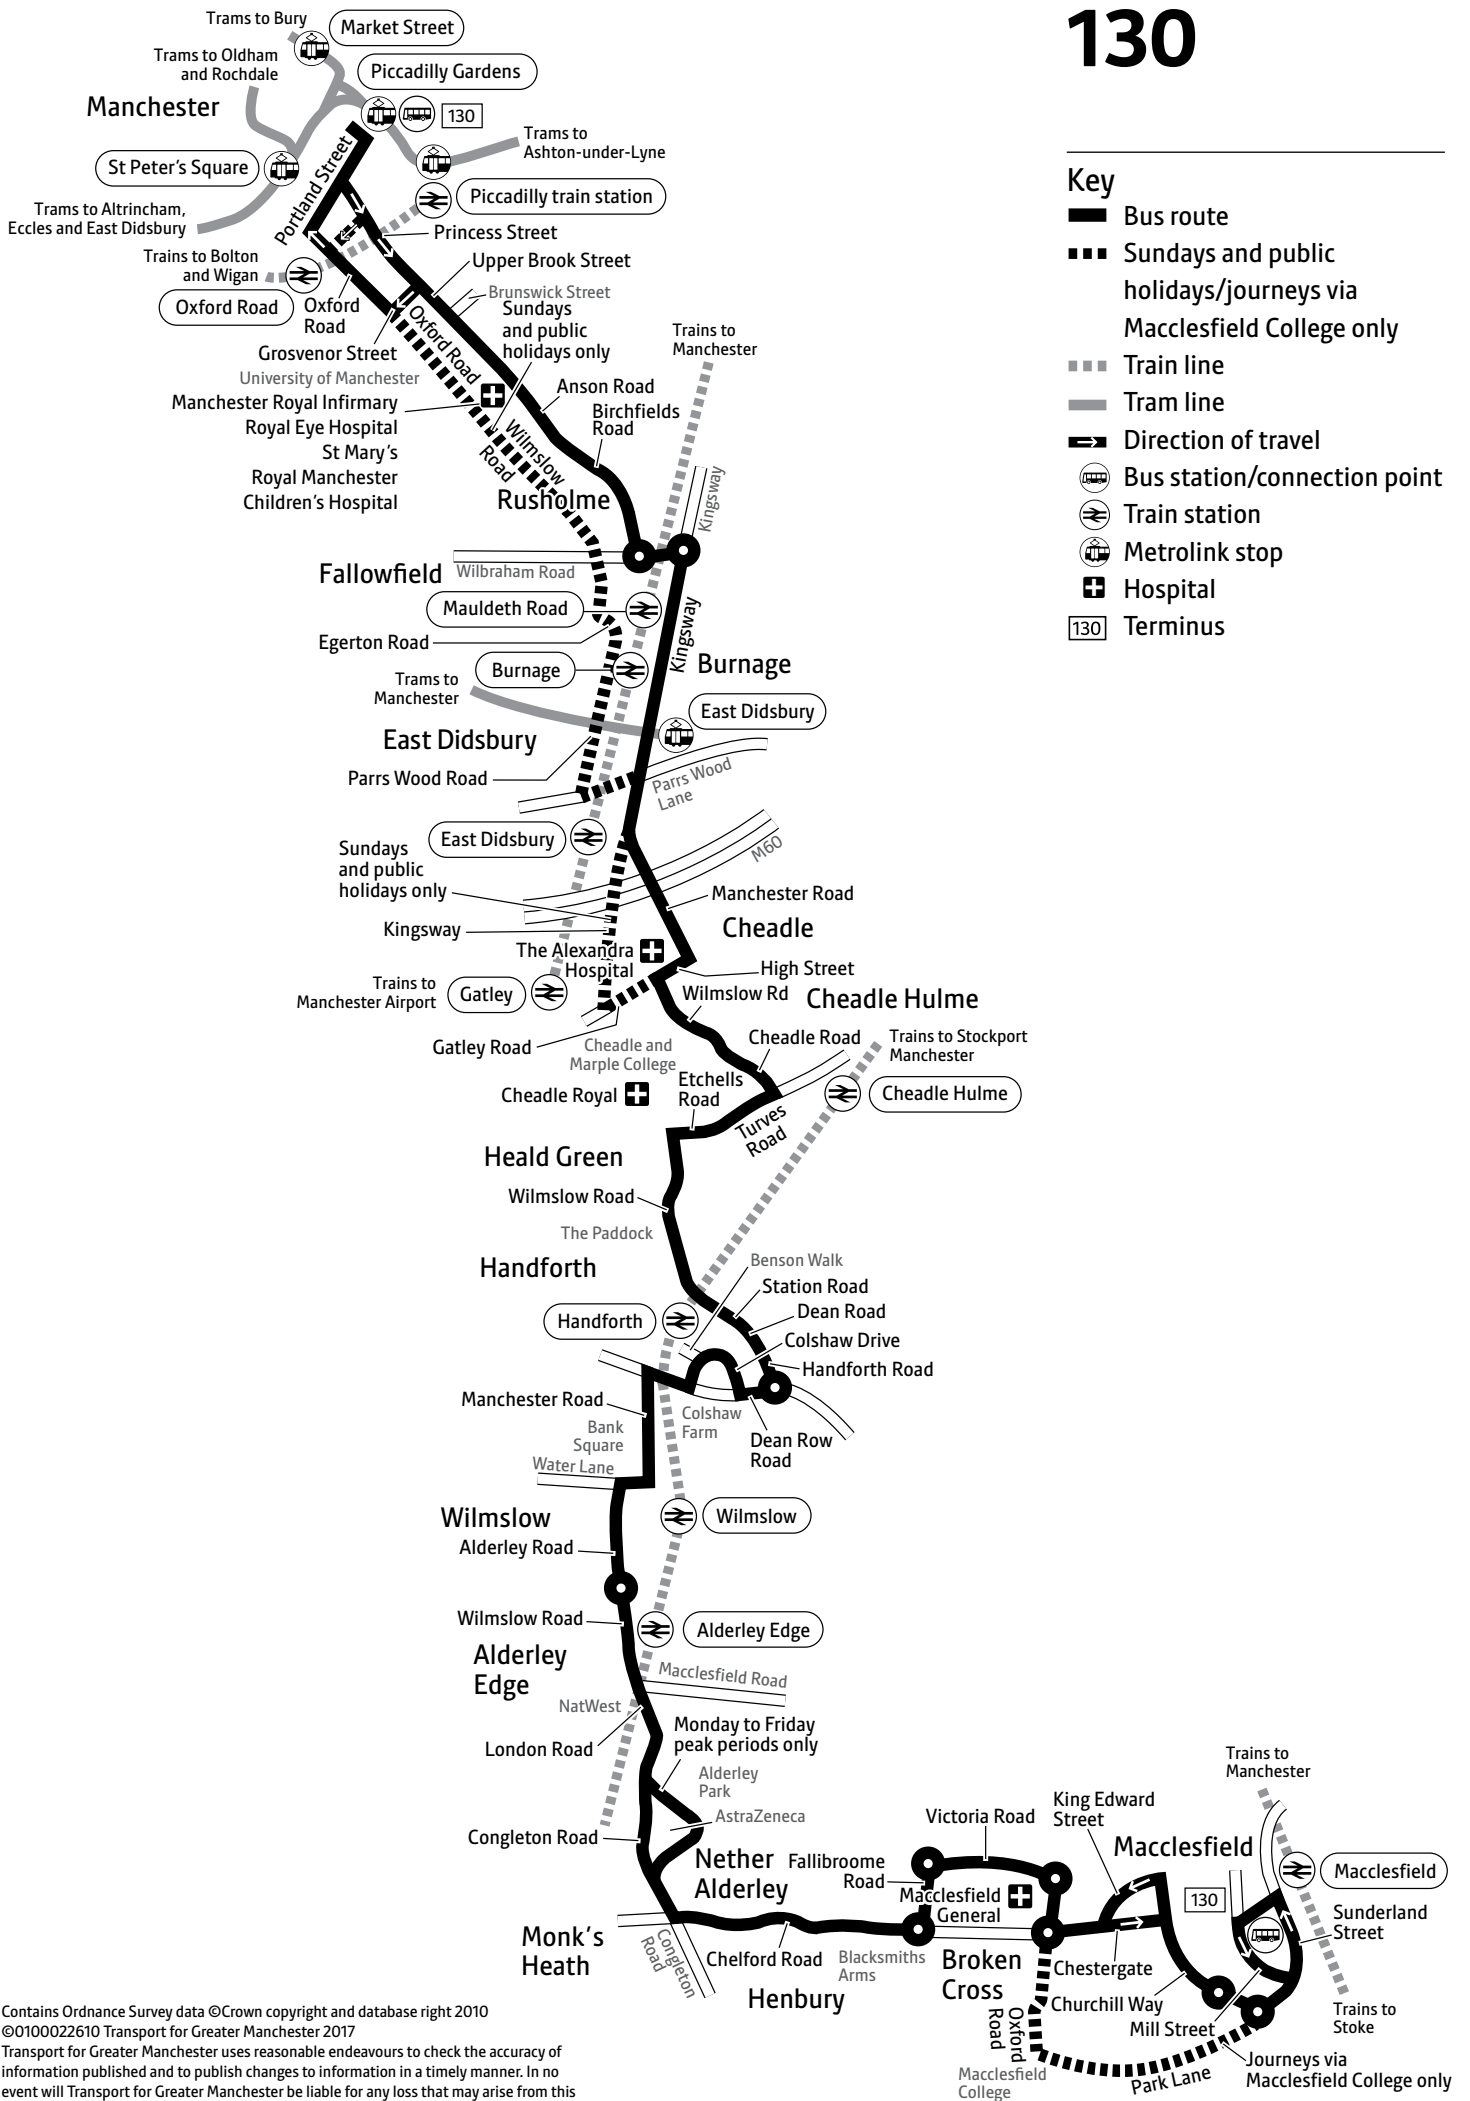 130
Trams to Bury
Market Street
Trams to Oldham
and Rochdale
Piccadilly Gardens
Manchester
130
Trams to
Ashton-under-Lyne
St Peter's Square
Portland Street
Piccadilly train station
Trams to Altrincham,
Eccles and East Didsbury
Princess Street
Trains to Bolton
and Wigan
Upper Brook Street
Oxford Road
Oxford
Road
Brunswick Street
Sundays
and public
holidays only
Oxford Road
Grosvenor Street
University of Manchester
Manchester Royal Infirmary
Royal Eye Hospital
St Mary's
Royal Manchester
Children's Hospital
Trains to
Manchester
Anson Road
Birchfields
Road
Wilmslow
Road
Rusholme
Kingsway
Key
Bus route
Sundays and public
holidays/journeys via
Macclesfield College only
Train line
Tram line
Direction of travel
Bus station/connection point
Train station
Metrolink stop
Hospital
130
Terminus
Fallowfield
Wilbraham Road
Mauldeth Road
Egerton Road
Kingsway
Burnage
Burnage
Trams to
Manchester
East Didsbury
East Didsbury
Parrs Wood Road
Parrs Wood
Lane
East Didsbury
M60
Sundays
and public
holidays only
Manchester Road
Kingsway
Cheadle
The Alexandra
Hospital
High Street
Trains to
Manchester Airport
Gatley
Wilmslow Rd
Cheadle Hulme
Gatley Road
Cheadle and
Marple College
Cheadle Road
Trains to Stockport
Manchester
Cheadle Royal
Etchells
Road
Cheadle Hulme
Turves
Road
Heald Green
Wilmslow Road
The Paddock
Handforth
Benson Walk
Station Road
Dean Road
Handforth
Colshaw Drive
Handforth Road
Manchester Road
Colshaw
Farm
Bank
Square
Dean Row
Road
Water Lane
Wilmslow
Wilmslow
Alderley Road
Wilmslow Road
Alderley Edge
Alderley
Edge
Macclesfield Road
NatWest
London Road
Monday to Friday
peak periods only
Alderley
Park
AstraZeneca
Congleton Road
Nether
Alderley
Trains to
Manchester
King Edward
Street
Victoria Road
Macclesfield
Fallibroome
Road
Macclesfield
General
130
Macclesfield
Sunderland
Street
Monk's
Heath
Congleton
Road
Chelford Road
Blacksmiths
Arms
Broken
Cross
Chestergate
Henbury
Churchill Way
Mill Street
Oxford
Road
Trains to
Stoke
Macclesfield
College
Park Lane
Journeys via
Macclesfield College only
Contains Ordnance Survey data ©Crown copyright and database right 2010
©0100022610 Transport for Greater Manchester 2017
Transport for Greater Manchester uses reasonable endeavours to check the accuracy of
information published and to publish changes to information in a timely manner. In no
event will Transport for Greater Manchester be liable for any loss that may arise from this